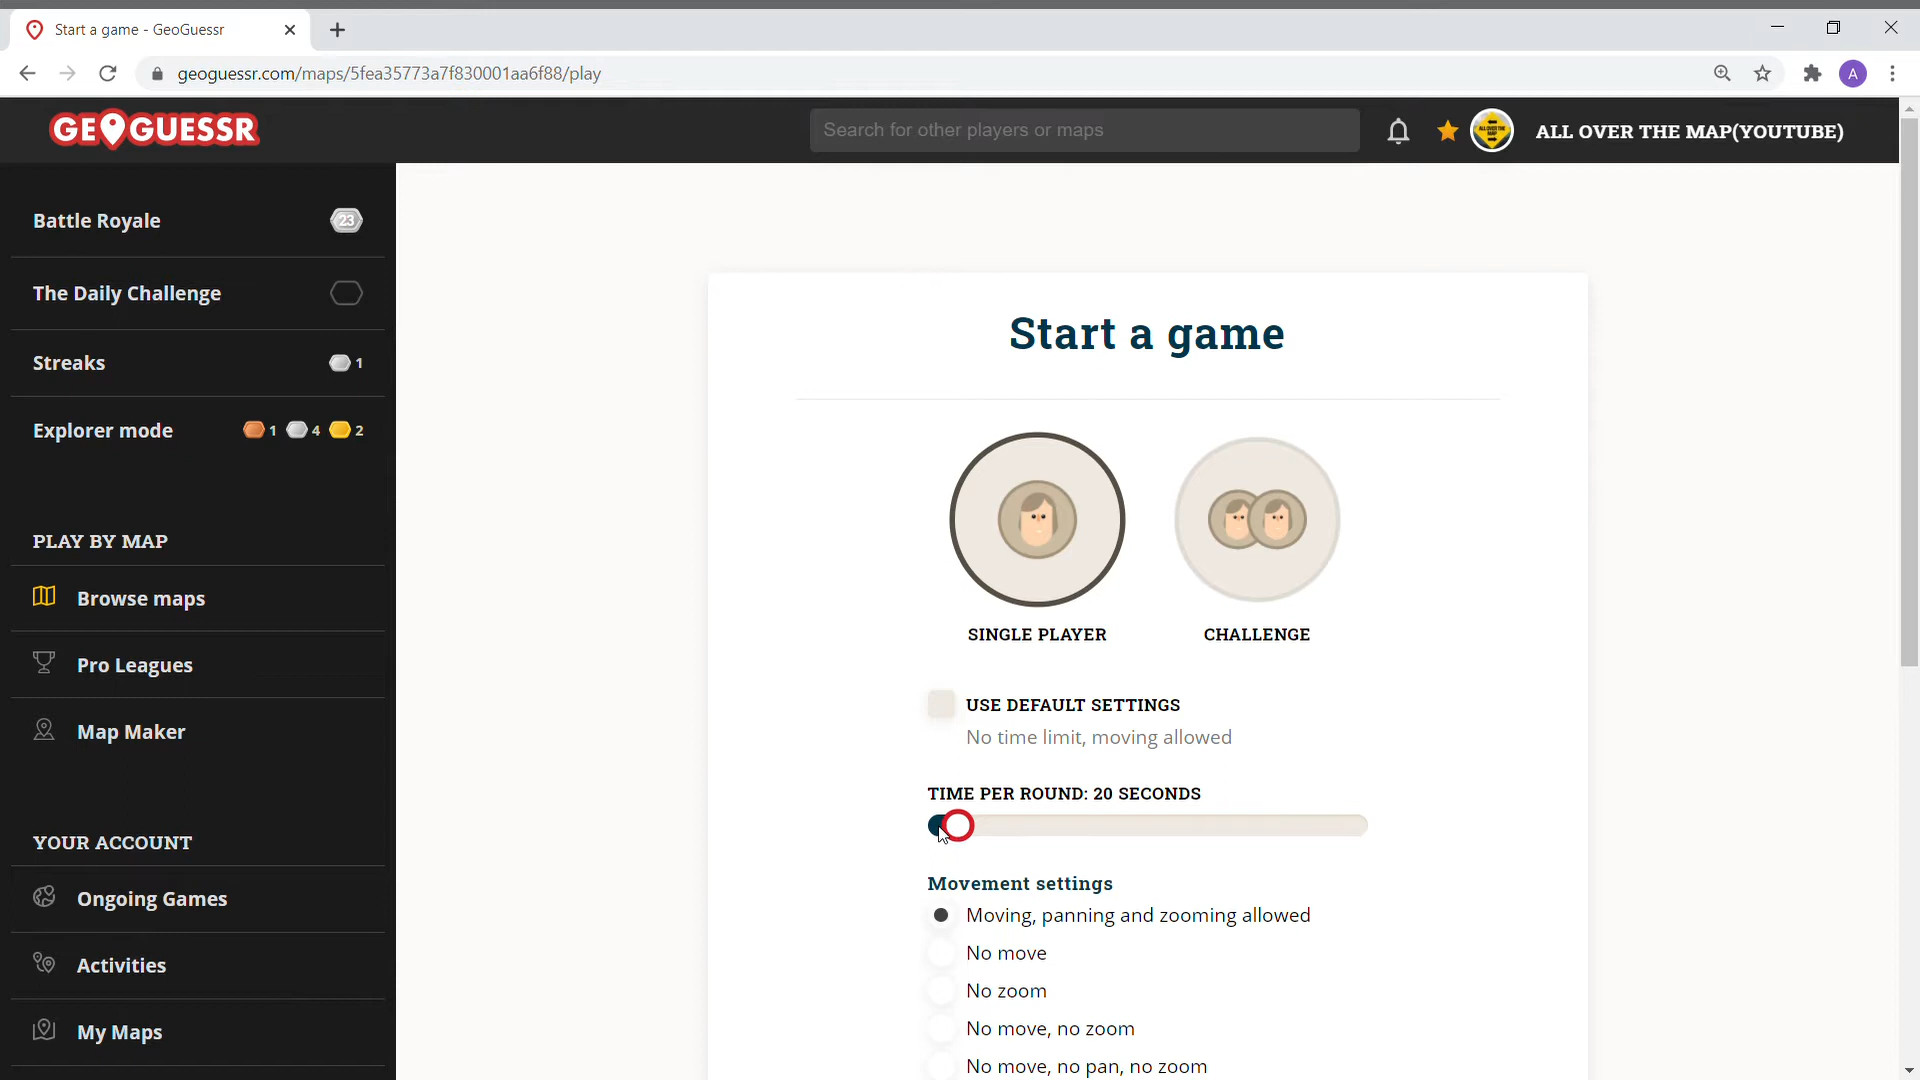 Start a game - GeoGuessr
geoguessr.com/maps/5fea35773a7f830001aa6f88/play
A
GEOGUESSR
Search for other players or maps
ALL OVER THE MAP(YOUTUBE)
Battle Royale 23
The Daily Challenge
Streaks 1
Explorer mode 1 4 2
PLAY BY MAP
Browse maps
Pro Leagues
Map Maker
YOUR ACCOUNT
Ongoing Games
Activities
My Maps
Start a game
SINGLE PLAYER CHALLENGE
USE DEFAULT SETTINGS
No time limit, moving allowed
TIME PER ROUND: 20 SECONDS
Movement settings
Moving, panning and zooming allowed
No move
No zoom
No move, no zoom
No move, no pan, no zoom